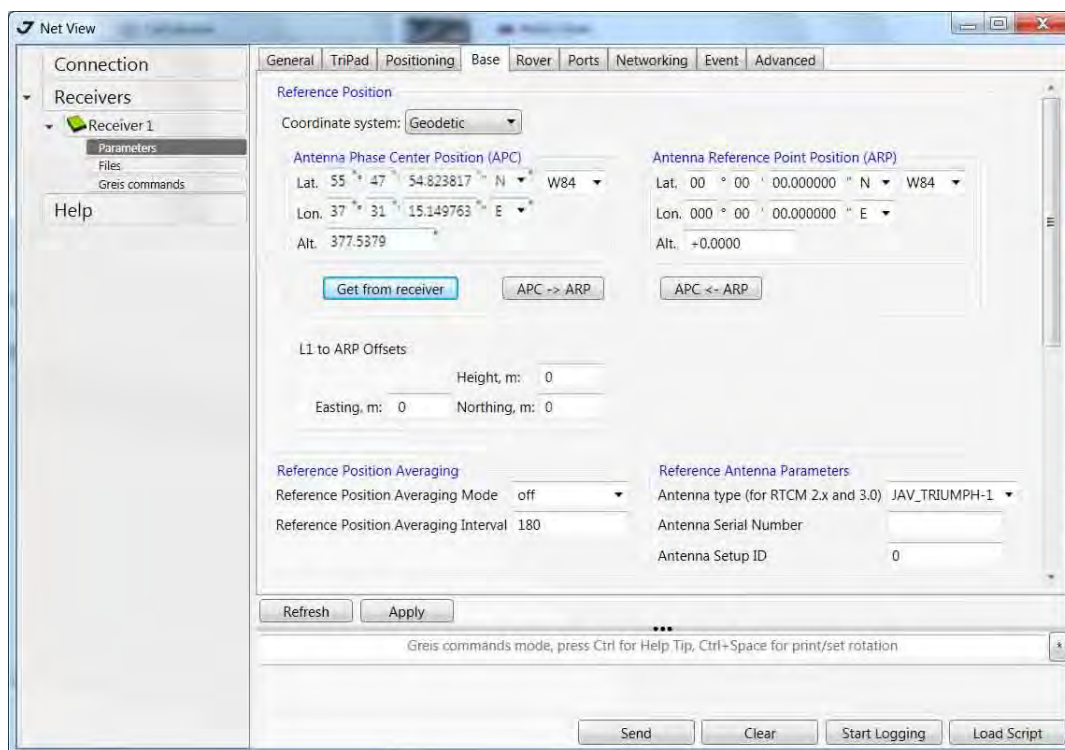 Net View
Connection
Receivers
Receiver 1
Parameters
Files
Greis commands
Help
General TriPad Positioning Base Rover Ports Networking Event Advanced
Reference Position
Coordinate system: Geodetic
Antenna Phase Center Position (APC)
Lat. 55 ° 47 ' 54.823817 " N W84
Lon. 37 ° 31 ' 15.149763 " E
Alt. 377.5379
Antenna Reference Point Position (ARP)
Lat. 00 ° 00 ' 00.000000 " N W84
Lon. 000 ° 00 ' 00.000000 " E
Alt. +0.0000
Get from receiver APC -> ARP APC <- ARP
L1 to ARP Offsets
Height, m: 0
Easting, m: 0 Northing, m: 0
Reference Position Averaging
Reference Position Averaging Mode off
Reference Position Averaging Interval 180
Reference Antenna Parameters
Antenna type (for RTCM 2.x and 3.0) JAV_TRIUMPH-1
Antenna Serial Number
Antenna Setup ID 0
Refresh Apply
Greis commands mode, press Ctrl for Help Tip, Ctrl+Space for print/set rotation
Send Clear Start Logging Load Script